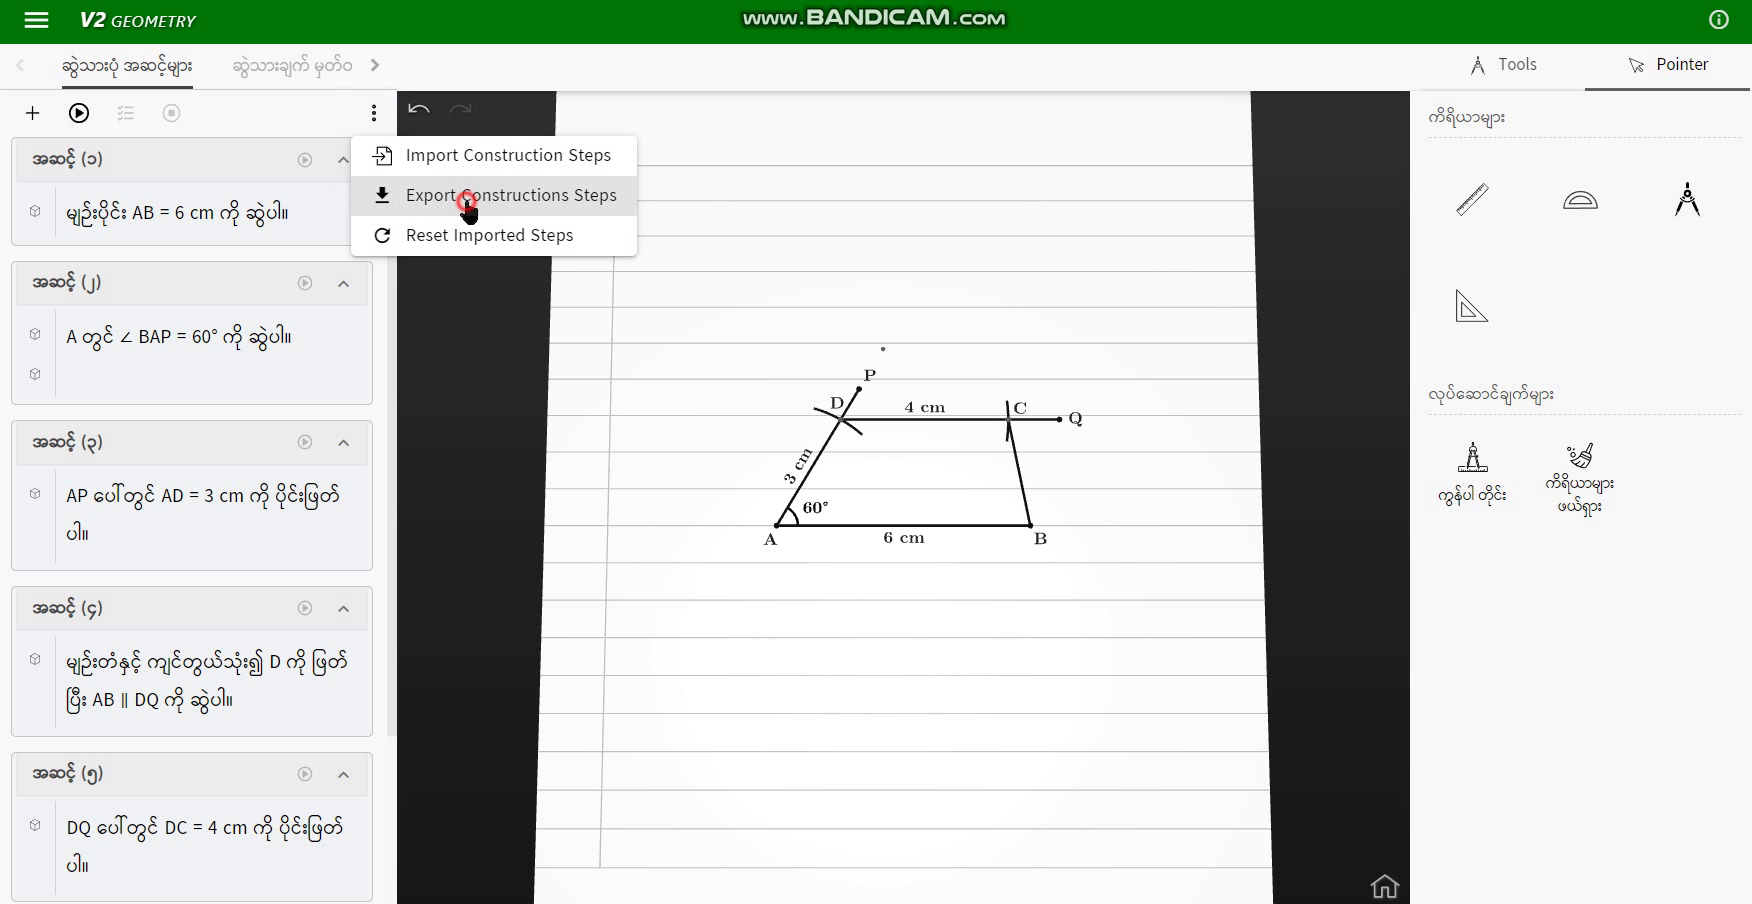 V2 GEOMETRY
www.BANDICAM.com
ဆွဲသားပုံ အဆင့်များ
ဆွဲသားချက် မှတ်စ
Tools
Pointer
Import Construction Steps
Export Constructions Steps
Reset Imported Steps
အဆင့် (၁)
မျဉ်းပိုင်း AB = 6 cm ကို ဆွဲပါ။
အဆင့် (၂)
A တွင် ∠ BAP = 60° ကို ဆွဲပါ။
အဆင့် (၃)
AP ပေါ်တွင် AD = 3 cm ကို ပိုင်းဖြတ်
ပါ။
အဆင့် (၄)
မျဉ်းတံနှင့် ကျင်တွယ်သုံး၍ D ကို ဖြတ်
ပြီး AB ∥ DQ ကို ဆွဲပါ။
အဆင့် (၅)
DQ ပေါ်တွင် DC = 4 cm ကို ပိုင်းဖြတ်
ပါ။
P
D
4 cm
C
Q
3 cm
60°
A
6 cm
B
ကိရိယာများ
လုပ်ဆောင်ချက်များ
ကွန်ပါ တိုင်း
ကိရိယာများ
ဖယ်ရှား